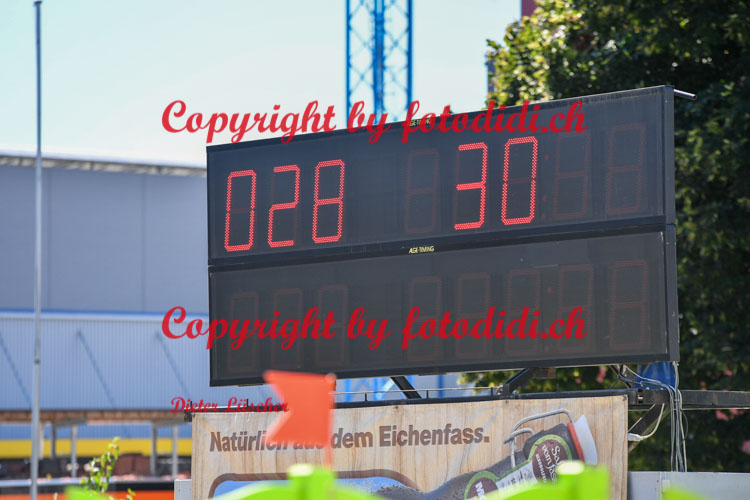 Copyright by fotodidi.ch
028 30
ALGE-TIMING
Copyright by fotodidi.ch
Dieter Lüscher
Natürlich aus dem Eichenfass.